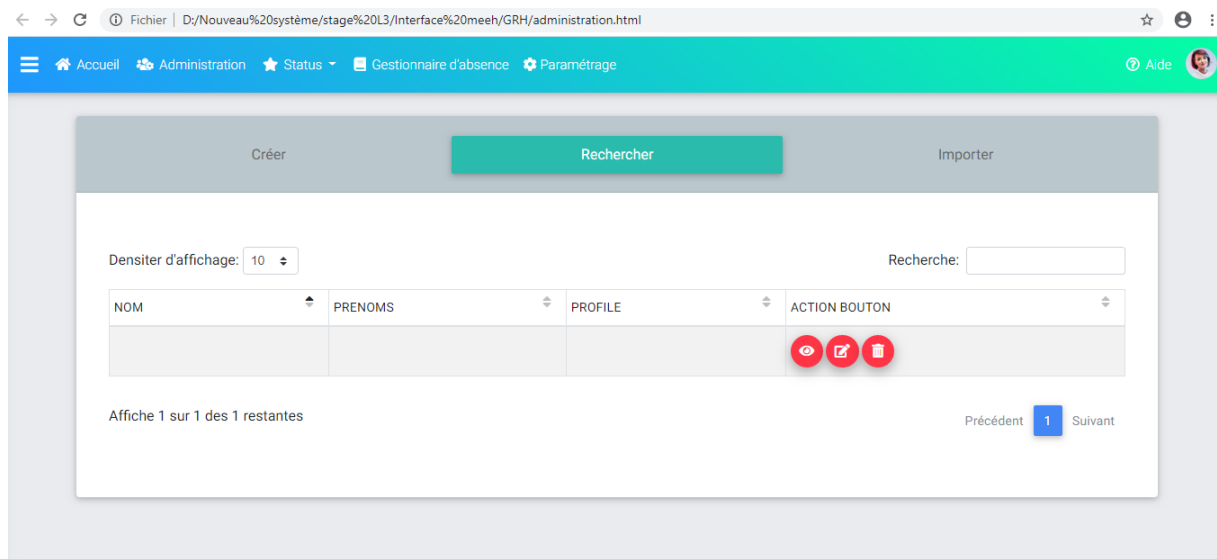 Fichier | D:/Nouveau%20système/stage%20L3/Interface%20meeh/GRH/administration.html
Accueil Administration Status Gestionnaire d'absence Paramétrage Aide
Créer Rechercher Importer
Densiter d'affichage: 10 Recherche:
NOM PRENOMS PROFILE ACTION BOUTON
Affiche 1 sur 1 des 1 restantes Précédent 1 Suivant